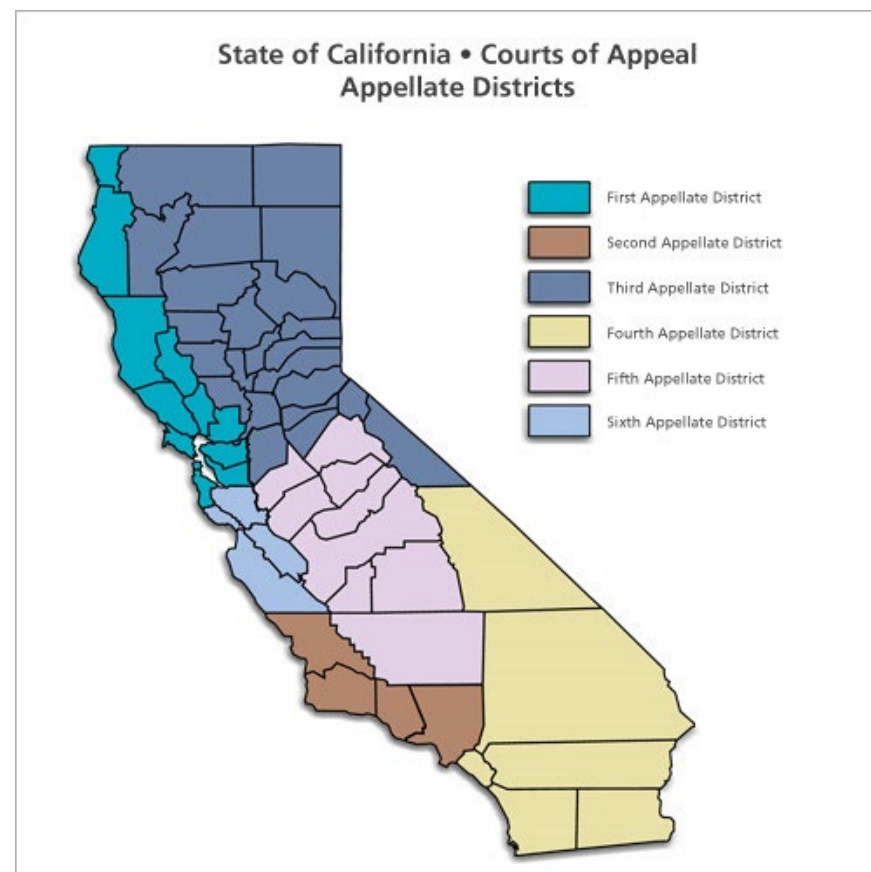 State of California • Courts of Appeal
Appellate Districts
First Appellate District
Second Appellate District
Third Appellate District
Fourth Appellate District
Fifth Appellate District
Sixth Appellate District